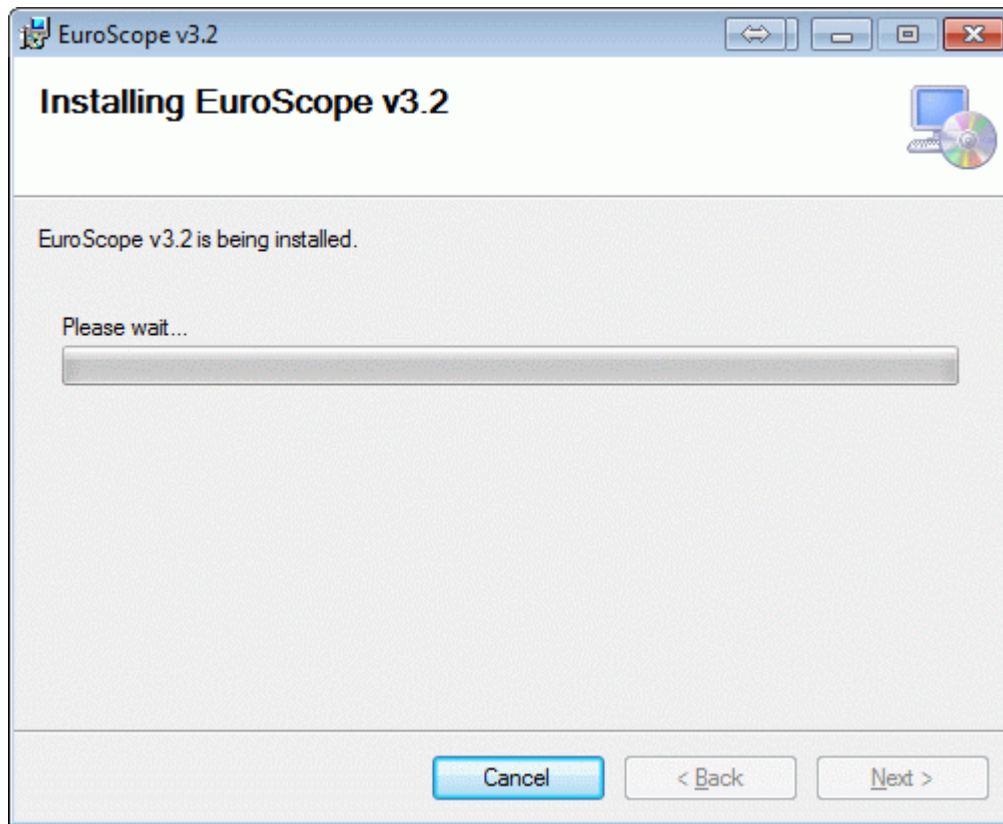 EuroScope v3.2
Installing EuroScope v3.2
EuroScope v3.2 is being installed.
Please wait...
Cancel
< Back
Next >